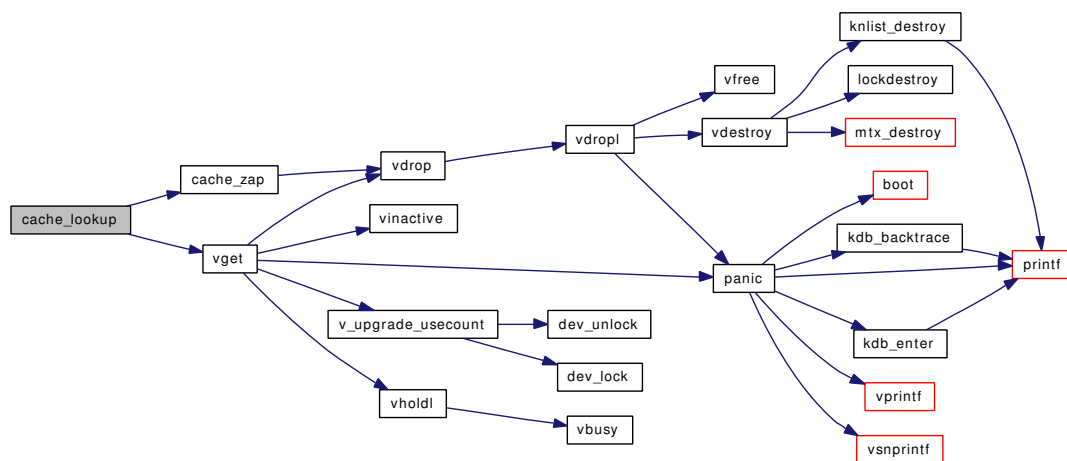 knlist_destroy
vfree
lockdestroy
vdropl
vdestroy
mtx_destroy
vdrop
cache_zap
boot
cache_lookup
vinactive
kdb_backtrace
vget
panic
printf
v_upgrade_usecount
dev_unlock
kdb_enter
dev_lock
vholdl
vprintf
vbusy
vsnprintf